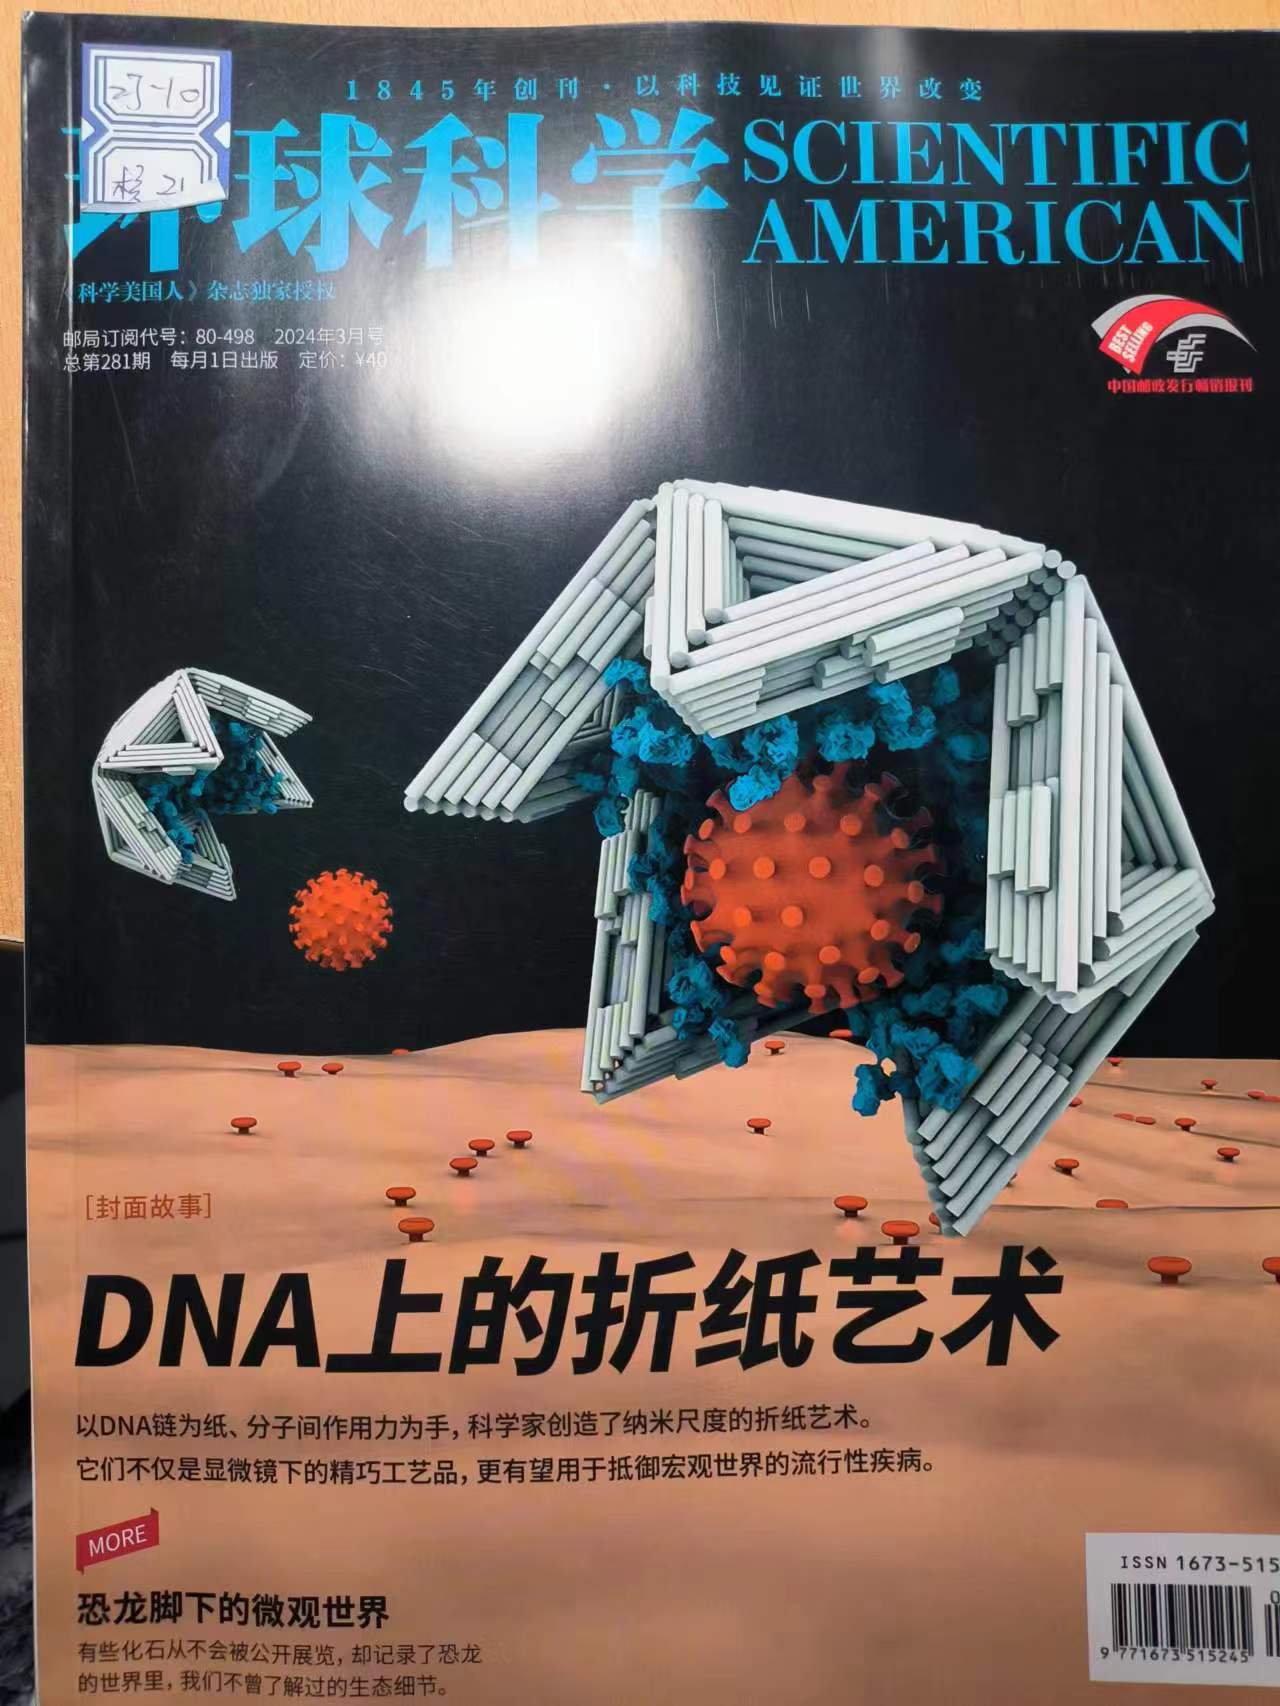 1845年创刊·以科技见证世界改变
球科学
SCIENTIFIC
AMERICAN
《科学美国人》杂志独家授权
邮局订阅代号：80-498 2024年3月号
总第281期 每月1日出版 定价：¥40
BEST
SELLING
中国邮政发行畅销报刊
[封面故事]
DNA上的折纸艺术
以DNA链为纸、分子间作用力为手，科学家创造了纳米尺度的折纸艺术。
它们不仅是显微镜下的精巧工艺品，更有望用于抵御宏观世界的流行性疾病。
MORE
恐龙脚下的微观世界
有些化石从不会被公开展览，却记录了恐龙
的世界里，我们不曾了解过的生态细节。
ISSN 1673-515
9 771673 515245